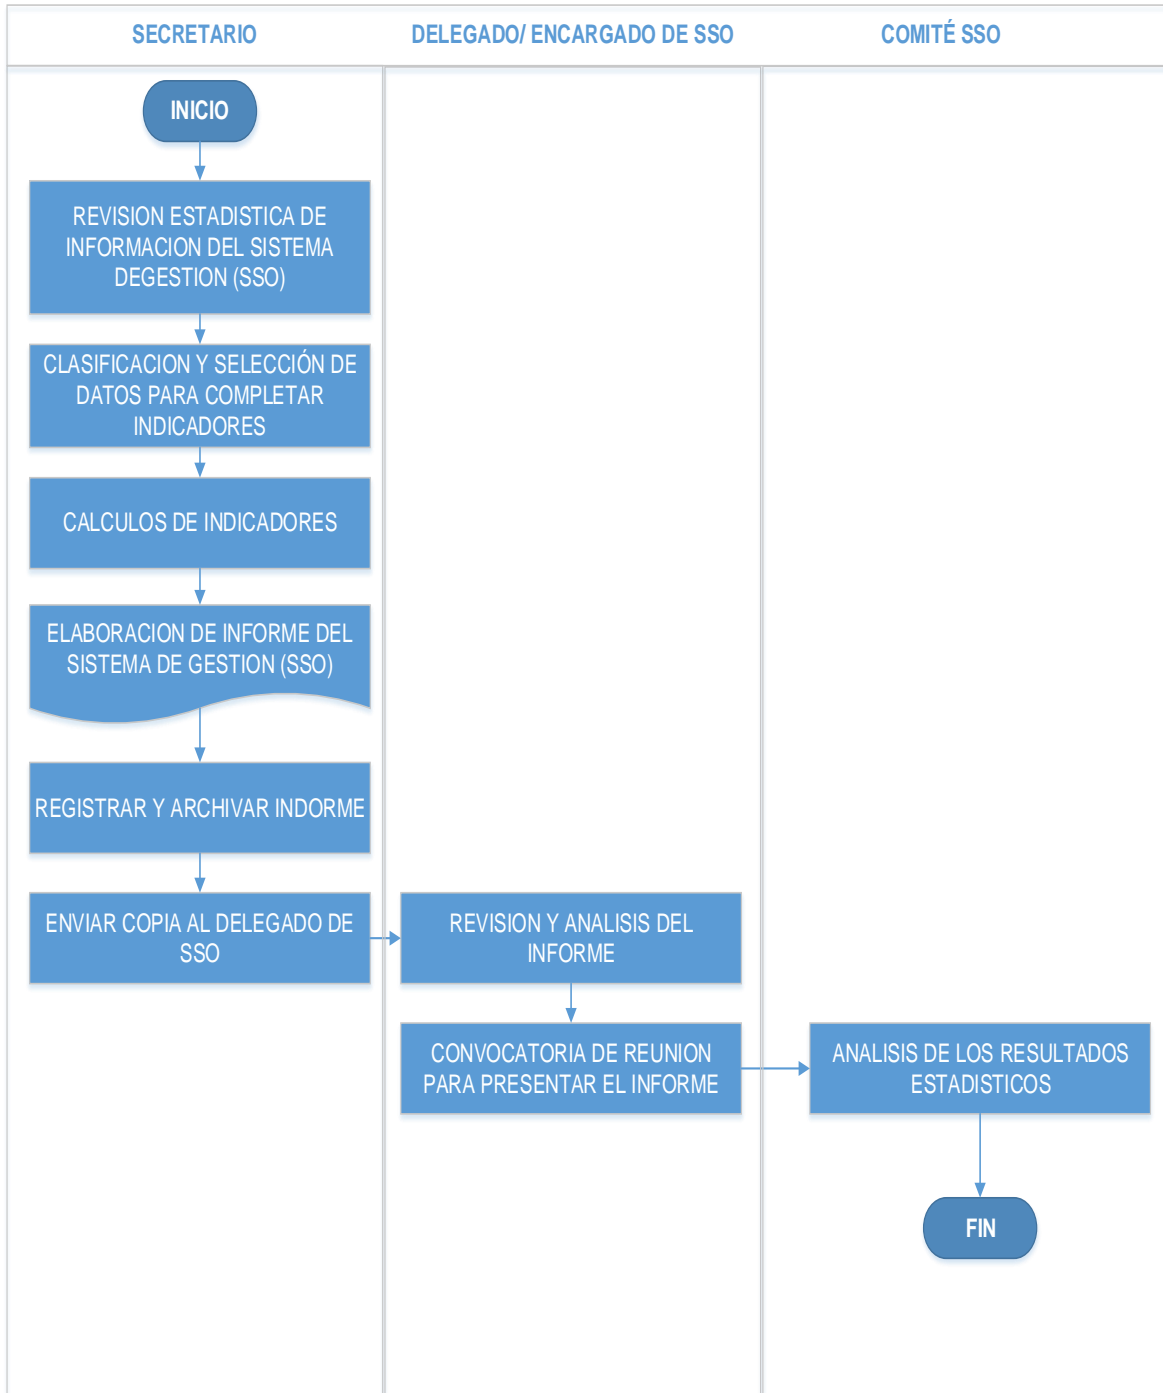 SECRETARIO
DELEGADO/ ENCARGADO DE SSO
COMITÉ SSO
INICIO
REVISION ESTADISTICA DE
INFORMACION DEL SISTEMA
DEGESTION (SSO)
CLASIFICACION Y SELECCIÓN DE
DATOS PARA COMPLETAR
INDICADORES
CALCULOS DE INDICADORES
ELABORACION DE INFORME DEL
SISTEMA DE GESTION (SSO)
REGISTRAR Y ARCHIVAR INDORME
ENVIAR COPIA AL DELEGADO DE
SSO
REVISION Y ANALISIS DEL
INFORME
CONVOCATORIA DE REUNION
PARA PRESENTAR EL INFORME
ANALISIS DE LOS RESULTADOS
ESTADISTICOS
FIN